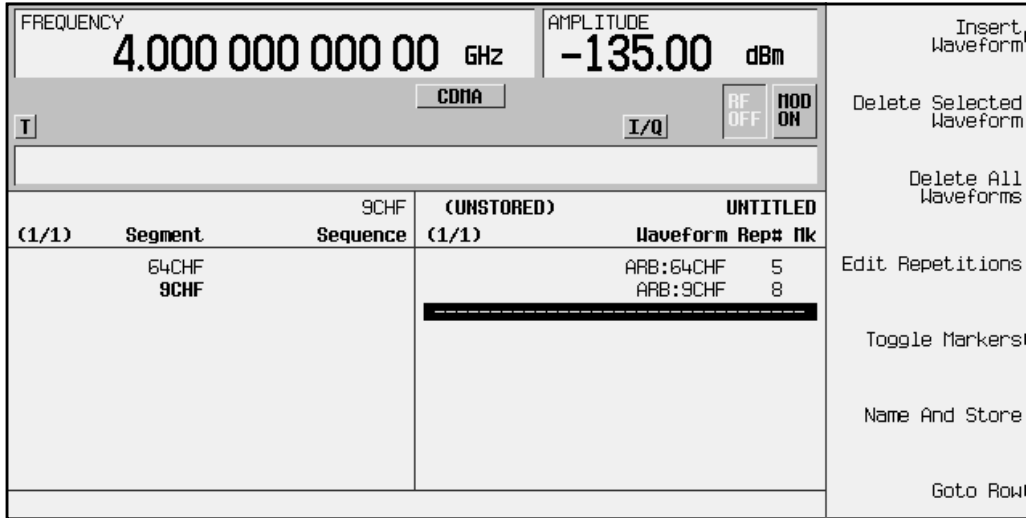 FREQUENCY
4.000 000 000 00 GHz
AMPLITUDE
-135.00 dBm
CDMA
T
I/Q
RF
OFF
MOD
ON
9CHF
(1/1) Segment Sequence
64CHF
9CHF
(UNSTORED) UNTITLED
(1/1) Waveform Rep# Mk
ARB:64CHF 5
ARB:9CHF 8
---------------------------------
Insert
Waveform
Delete Selected
Waveform
Delete All
Waveforms
Edit Repetitions
Toggle Markers
Name And Store
Goto Row